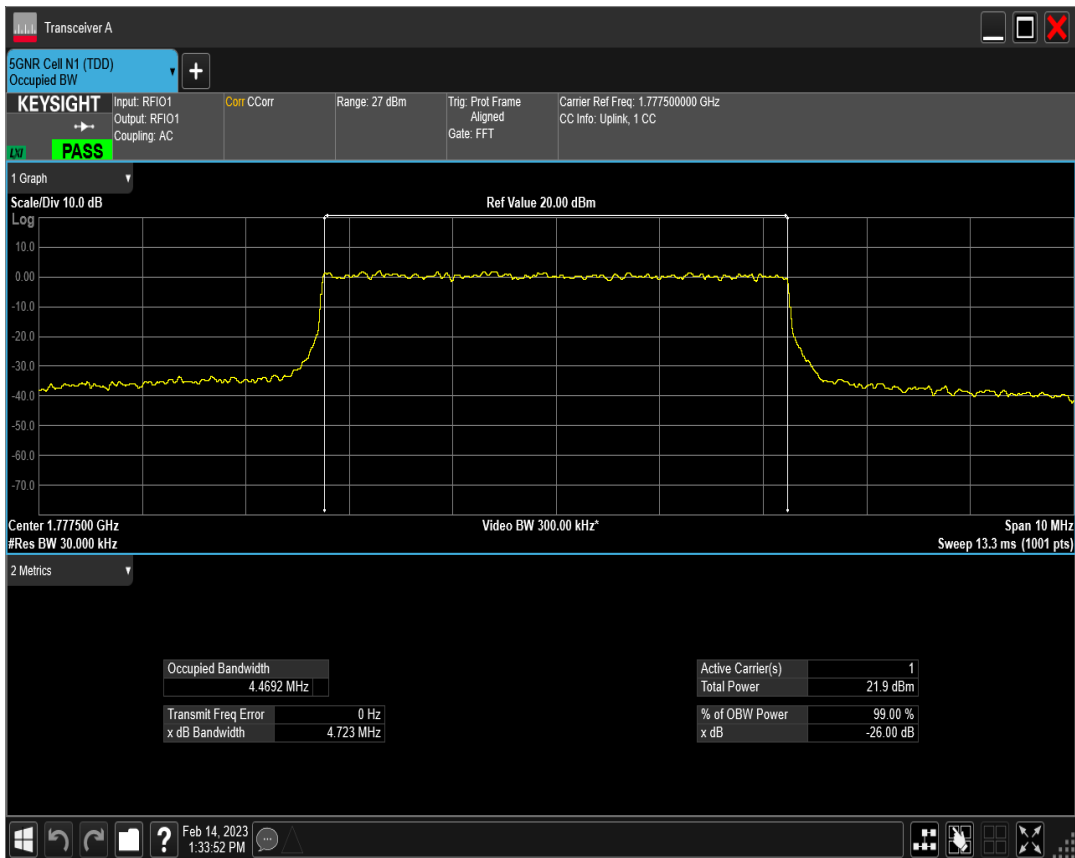 Transceiver A
5GNR Cell N1 (TDD)
Occupied BW
+
KEYSIGHT
LXI
PASS
Input: RFIO1
Output: RFIO1
Coupling: AC
Corr CCorr
Range: 27 dBm
Trig: Prot Frame
Aligned
Gate: FFT
Carrier Ref Freq: 1.777500000 GHz
CC Info: Uplink, 1 CC
1 Graph
Scale/Div 10.0 dB
Ref Value 20.00 dBm
Log
10.0
0.00
-10.0
-20.0
-30.0
-40.0
-50.0
-60.0
-70.0
Center 1.777500 GHz
Video BW 300.00 kHz*
Span 10 MHz
#Res BW 30.000 kHz
Sweep 13.3 ms (1001 pts)
2 Metrics
Occupied Bandwidth
4.4692 MHz
Transmit Freq Error 0 Hz
x dB Bandwidth 4.723 MHz
Active Carrier(s) 1
Total Power 21.9 dBm
% of OBW Power 99.00 %
x dB -26.00 dB
?
Feb 14, 2023
1:33:52 PM